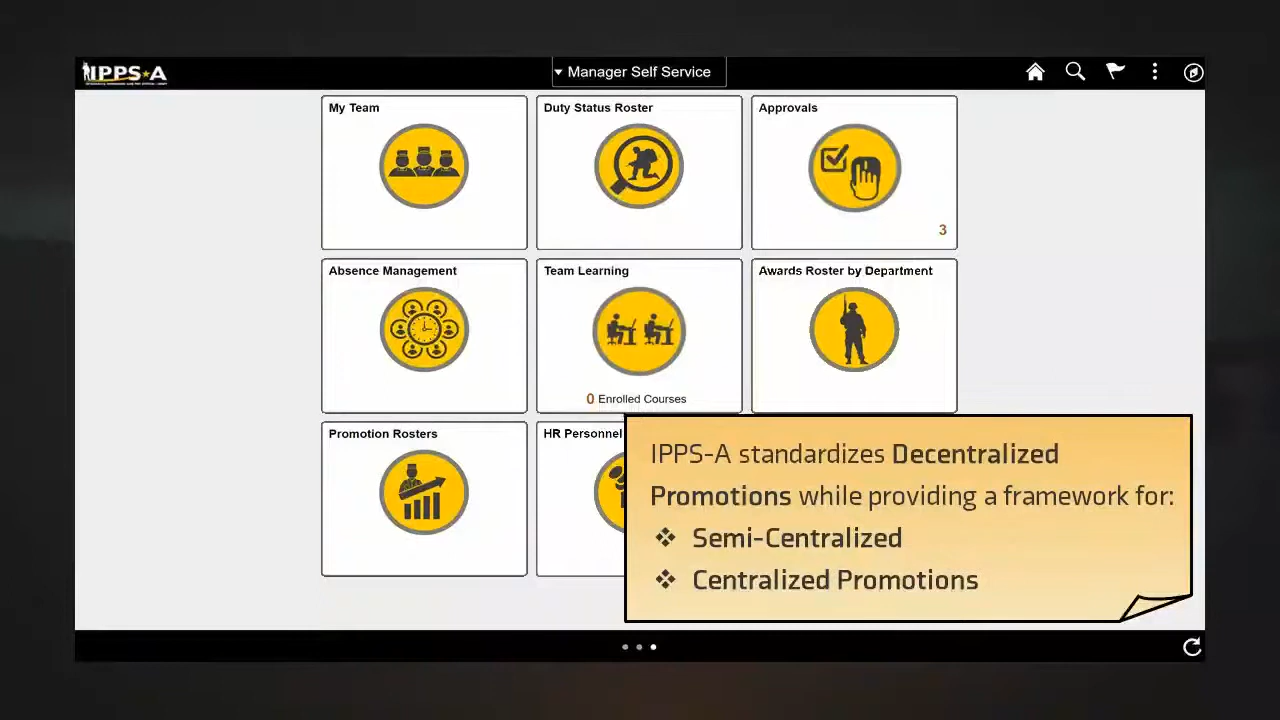 IPPS★A
Manager Self Service
My Team
Duty Status Roster
Approvals
3
Absence Management
Team Learning
Awards Roster by Department
0 Enrolled Courses
Promotion Rosters
HR Personnel
IPPS-A standardizes Decentralized
Promotions while providing a framework for:
❖ Semi-Centralized
❖ Centralized Promotions